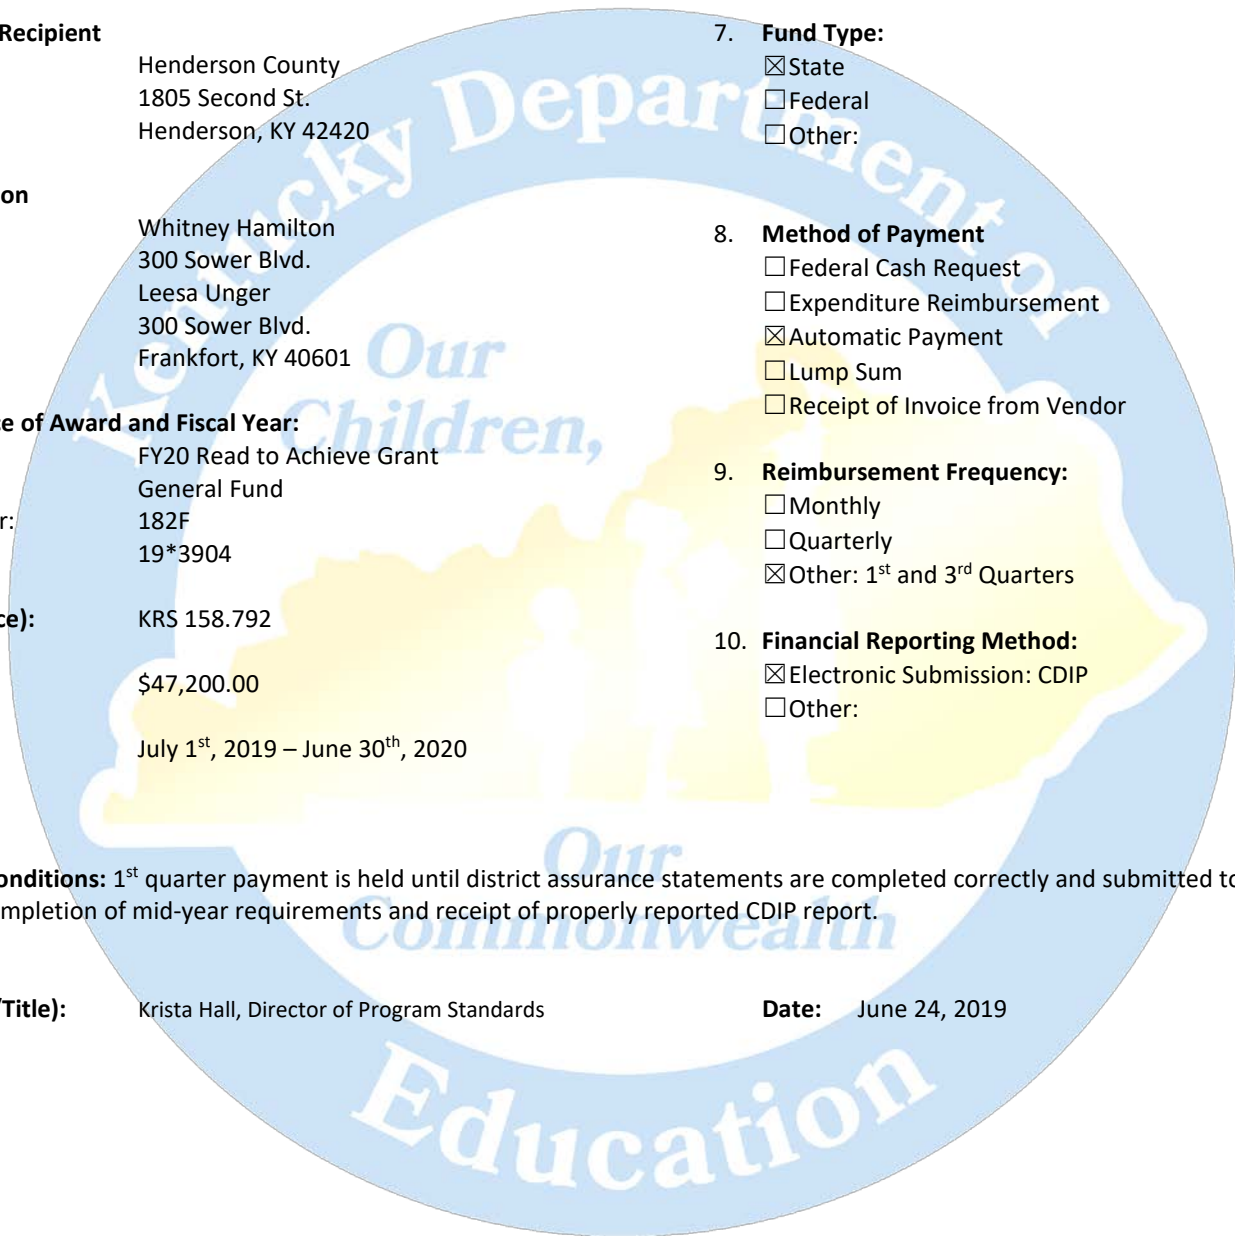 Recipient
Henderson County
1805 Second St.
Henderson, KY 42420
on
Whitney Hamilton
300 Sower Blvd.
Leesa Unger
300 Sower Blvd.
Frankfort, KY 40601
e of Award and Fiscal Year:
FY20 Read to Achieve Grant
General Fund
r: 182F
19*3904
ce): KRS 158.792
$47,200.00
July 1st, 2019 – June 30th, 2020
7. Fund Type:
☒State
☐Federal
☐Other:
8. Method of Payment
☐Federal Cash Request
☐Expenditure Reimbursement
☒Automatic Payment
☐Lump Sum
☐Receipt of Invoice from Vendor
9. Reimbursement Frequency:
☐Monthly
☐Quarterly
☒Other: 1st and 3rd Quarters
10. Financial Reporting Method:
☒Electronic Submission: CDIP
☐Other:
onditions: 1st quarter payment is held until district assurance statements are completed correctly and submitted to
mpletion of mid-year requirements and receipt of properly reported CDIP report.
/Title): Krista Hall, Director of Program Standards Date: June 24, 2019
Kentucky Department of
Education
Our
Children,
Our
Commonwealth